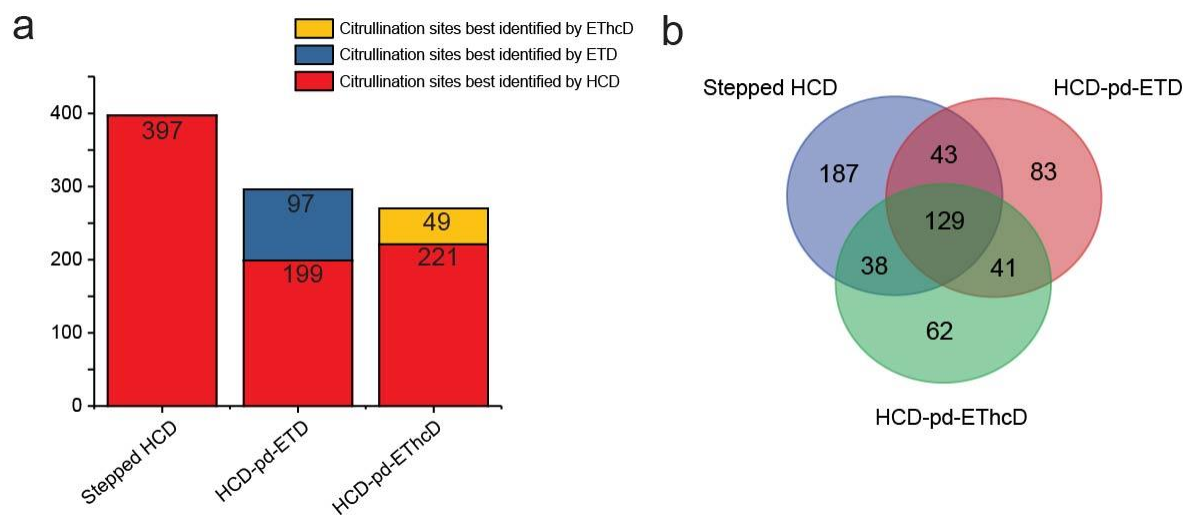 a
Citrullination sites best identified by EThcD
Citrullination sites best identified by ETD
Citrullination sites best identified by HCD
400
300
200
100
0
397
97
199
49
221
Stepped HCD
HCD-pd-ETD
HCD-pd-EThcD
b
Stepped HCD
HCD-pd-ETD
187
43
83
129
38
41
62
HCD-pd-EThcD